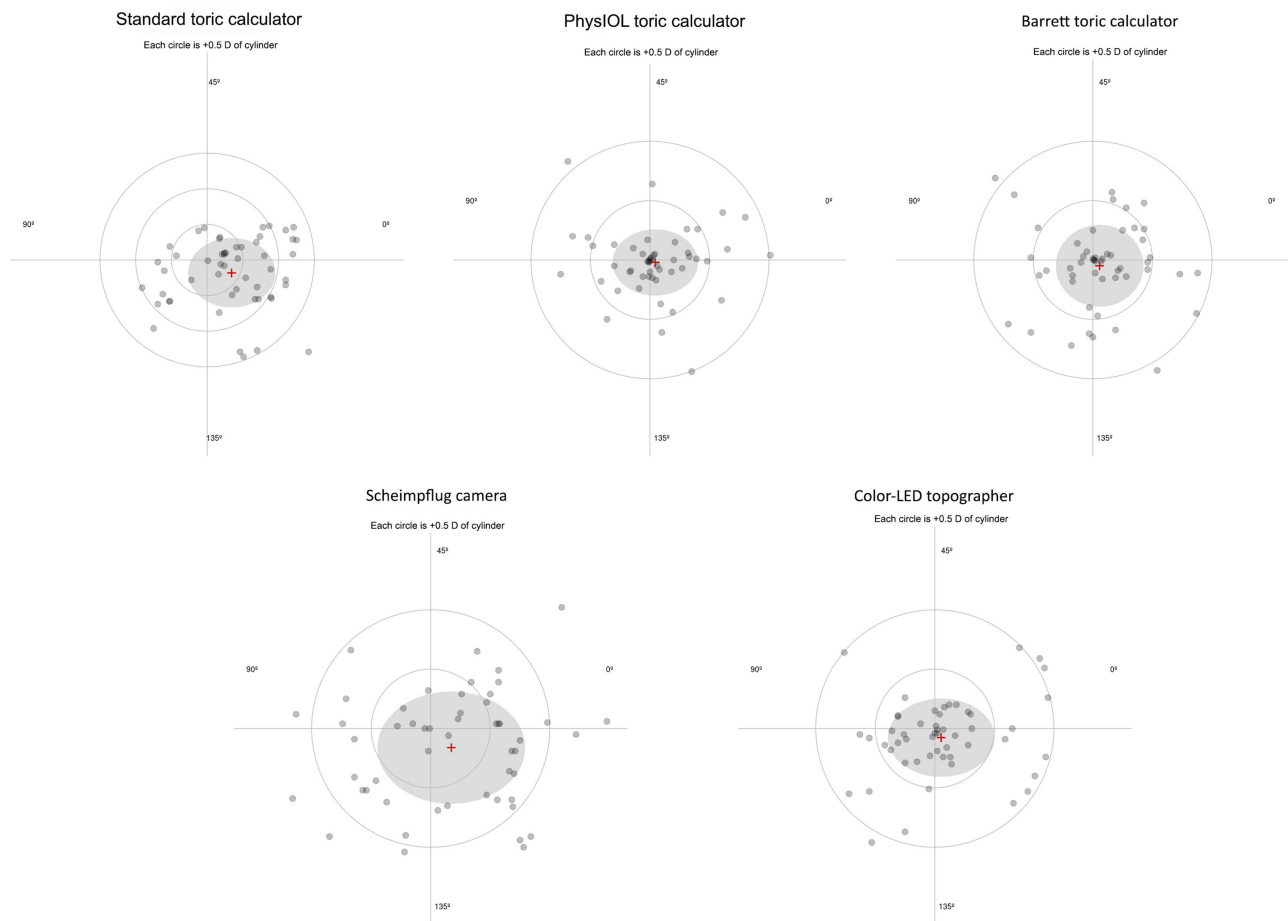 Standard toric calculator
Each circle is +0.5 D of cylinder
45º
90º
0º
135º
PhysIOL toric calculator
Each circle is +0.5 D of cylinder
45º
90º
0º
135º
Barrett toric calculator
Each circle is +0.5 D of cylinder
45º
90º
0º
135º
Scheimpflug camera
Each circle is +0.5 D of cylinder
45º
90º
0º
135º
Color-LED topographer
Each circle is +0.5 D of cylinder
45º
90º
0º
135º